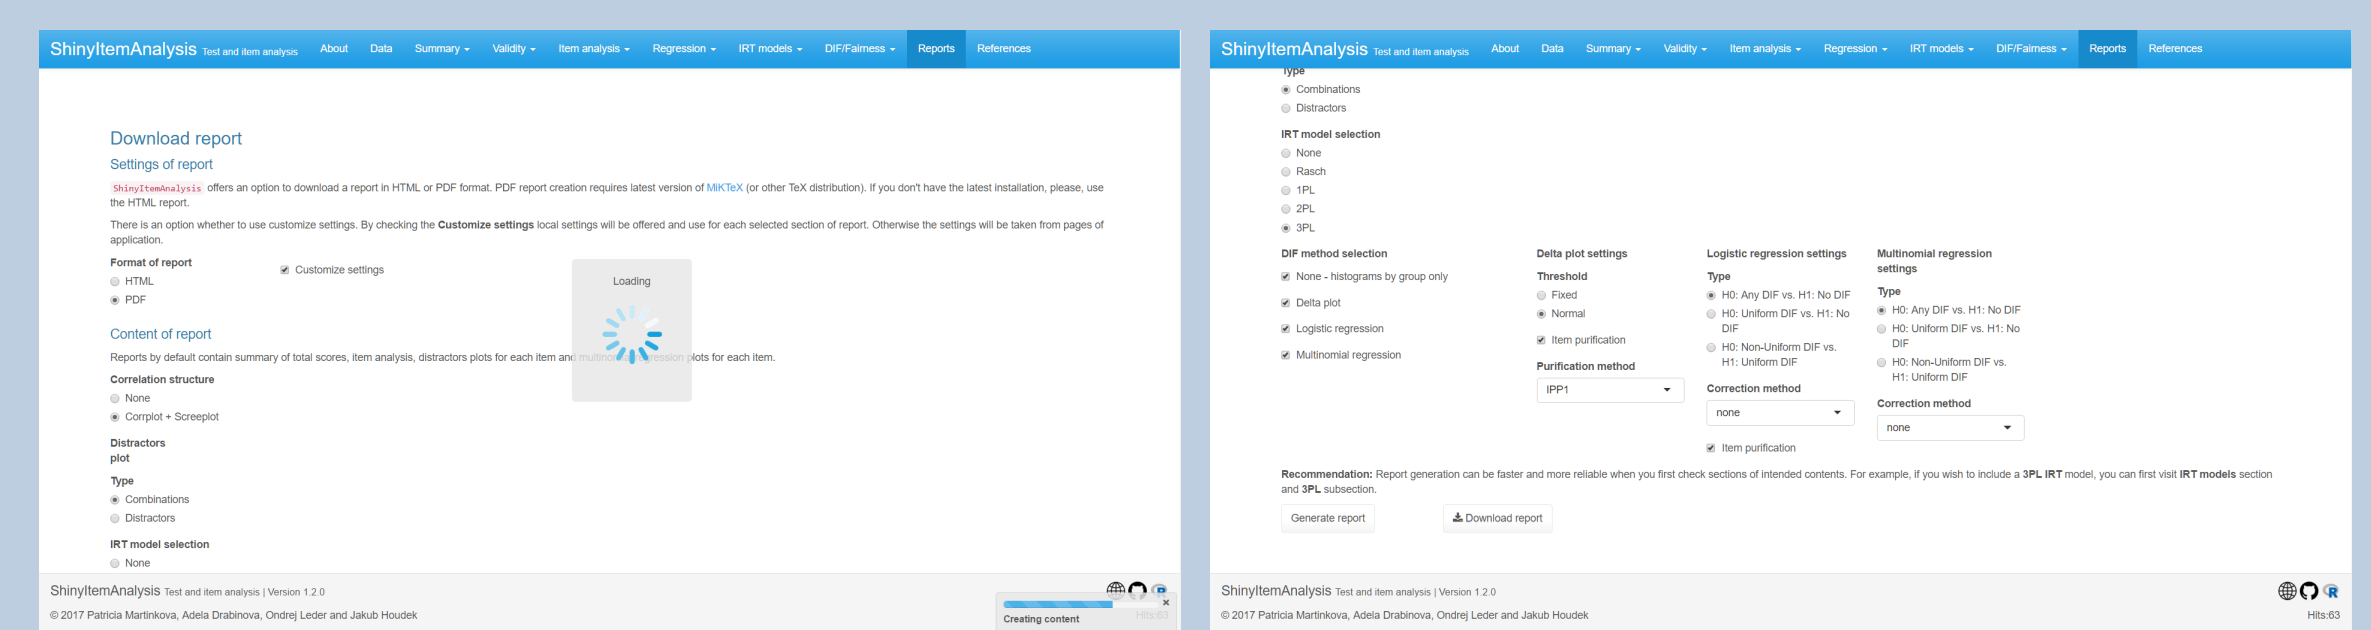 ShinyItemAnalysis Test and item analysis About Data Summary Validity Item analysis Regression IRT models DIF/Fairness Reports References
Download report
Settings of report
ShinyItemAnalysis offers an option to download a report in HTML or PDF format. PDF report creation requires latest version of MiKTeX (or other TeX distribution). If you don't have the latest installation, please, use
the HTML report.
There is an option whether to use customize settings. By checking the Customize settings local settings will be offered and use for each selected section of report. Otherwise the settings will be taken from pages of
application.
Format of report
HTML
PDF
Customize settings
Loading
Content of report
Reports by default contain summary of total scores, item analysis, distractors plots for each item and multinomial regression plots for each item.
Correlation structure
None
Corrplot + Screeplot
Distractors
plot
Type
Combinations
Distractors
IRT model selection
None
ShinyItemAnalysis Test and item analysis | Version 1.2.0
© 2017 Patricia Martinkova, Adela Drabinova, Ondrej Leder and Jakub Houdek
Creating content
Hits:63
ShinyItemAnalysis Test and item analysis About Data Summary Validity Item analysis Regression IRT models DIF/Fairness Reports References
Type
Combinations
Distractors
IRT model selection
None
Rasch
1PL
2PL
3PL
DIF method selection
None - histograms by group only
Delta plot
Logistic regression
Multinomial regression
Delta plot settings
Threshold
Fixed
Normal
Item purification
Purification method
IPP1
Logistic regression settings
Type
H0: Any DIF vs. H1: No DIF
H0: Uniform DIF vs. H1: No
DIF
H0: Non-Uniform DIF vs.
H1: Uniform DIF
Correction method
none
Item purification
Multinomial regression
settings
Type
H0: Any DIF vs. H1: No DIF
H0: Uniform DIF vs. H1: No
DIF
H0: Non-Uniform DIF vs.
H1: Uniform DIF
Correction method
none
Recommendation: Report generation can be faster and more reliable when you first check sections of intended contents. For example, if you wish to include a 3PL IRT model, you can first visit IRT models section
and 3PL subsection.
Generate report
Download report
ShinyItemAnalysis Test and item analysis | Version 1.2.0
© 2017 Patricia Martinkova, Adela Drabinova, Ondrej Leder and Jakub Houdek
R
Hits:63